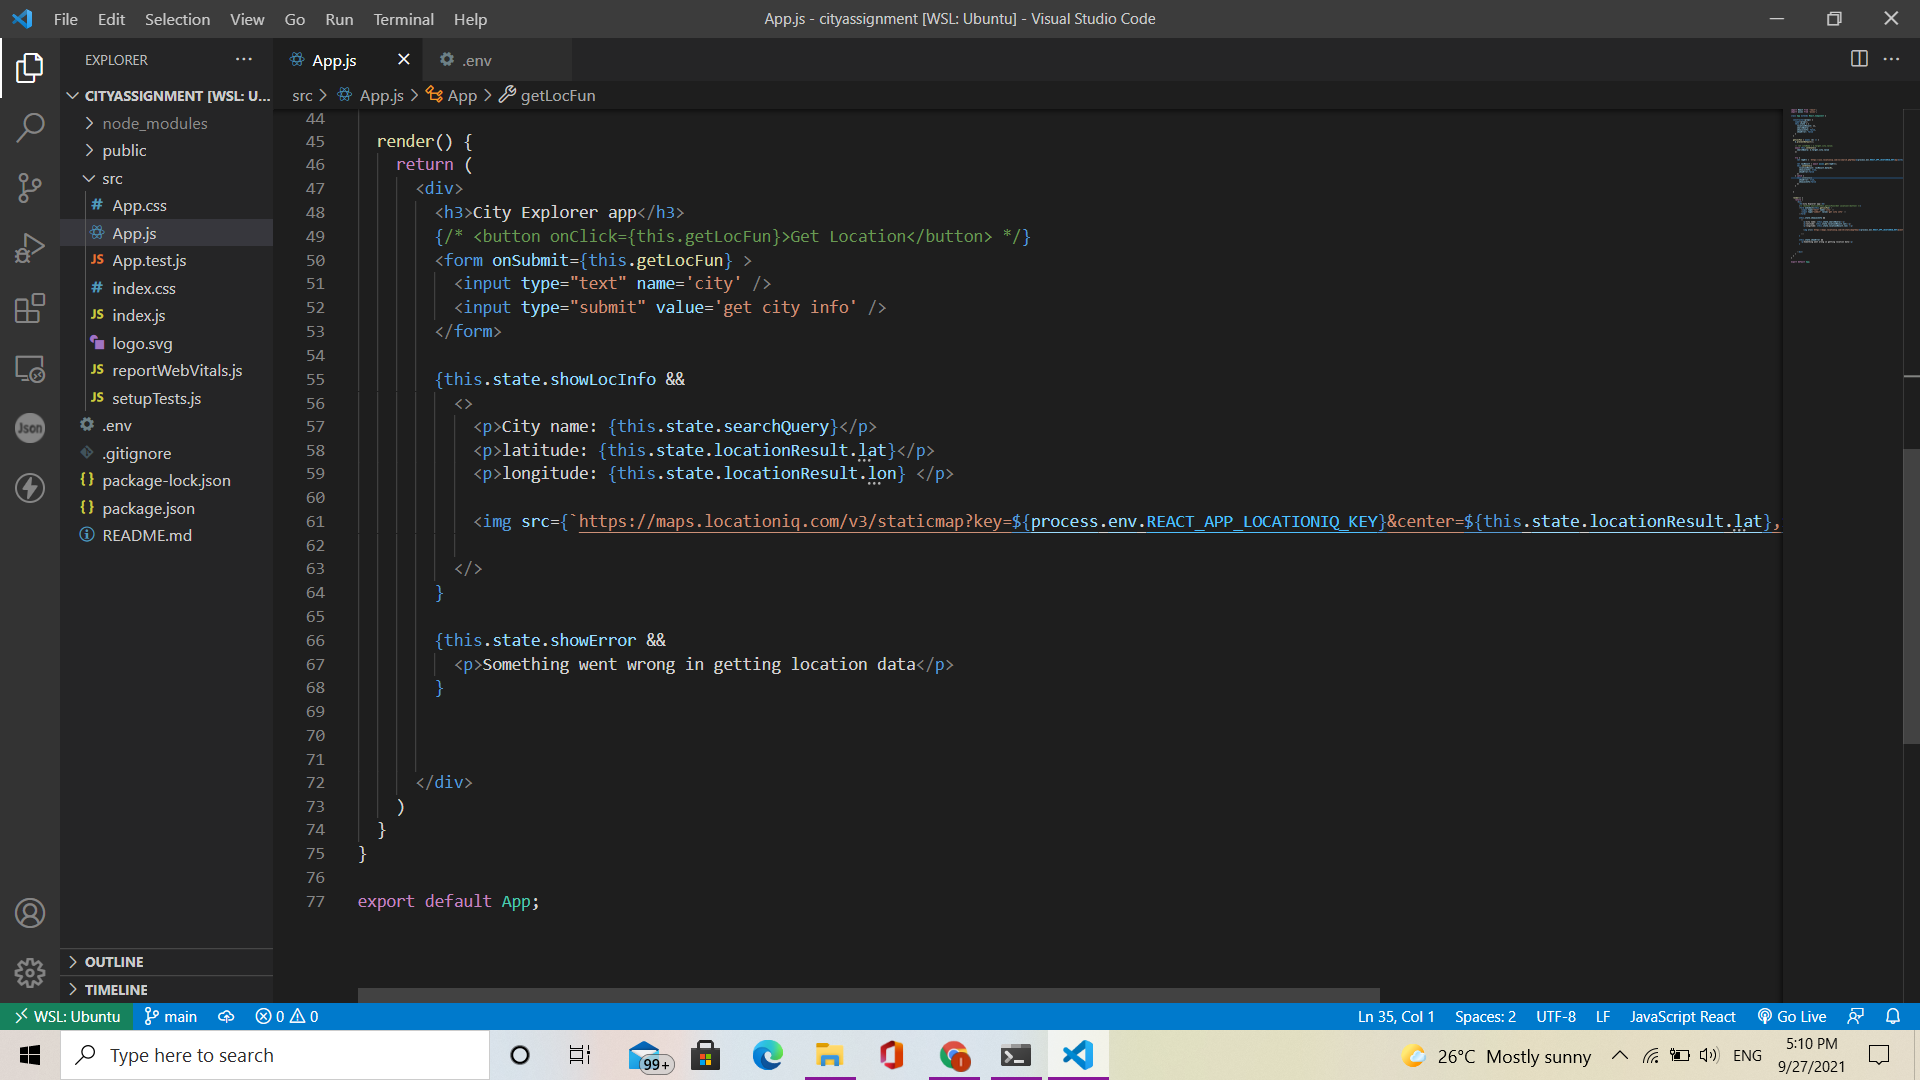 File Edit Selection View Go Run Terminal Help
App.js - cityassignment [WSL: Ubuntu] - Visual Studio Code
EXPLORER
CITYASSIGNMENT [WSL: U...
node_modules
public
src
# App.css
App.js
JS App.test.js
# index.css
JS index.js
logo.svg
JS reportWebVitals.js
JS setupTests.js
.env
.gitignore
{} package-lock.json
{} package.json
README.md
OUTLINE
TIMELINE
Json
App.js
.env
src > App.js > App > getLocFun
44
45 render() {
46 return (
47 <div>
48 <h3>City Explorer app</h3>
49 {/* <button onClick={this.getLocFun}>Get Location</button> */}
50 <form onSubmit={this.getLocFun} >
51 <input type="text" name='city' />
52 <input type="submit" value='get city info' />
53 </form>
54
55 {this.state.showLocInfo &&
56 <>
57 <p>City name: {this.state.searchQuery}</p>
58 <p>latitude: {this.state.locationResult.lat}</p>
59 <p>longitude: {this.state.locationResult.lon} </p>
60
61 <img src={`https://maps.locationiq.com/v3/staticmap?key=${process.env.REACT_APP_LOCATIONIQ_KEY}&center=${this.state.locationResult.lat},
62
63 </>
64 }
65
66 {this.state.showError &&
67 <p>Something went wrong in getting location data</p>
68 }
69
70
71
72 </div>
73 )
74 }
75 }
76
77 export default App;
WSL: Ubuntu main 0 0
Ln 35, Col 1 Spaces: 2 UTF-8 LF JavaScript React Go Live
Type here to search
99+
26°C Mostly sunny
ENG
5:10 PM
9/27/2021